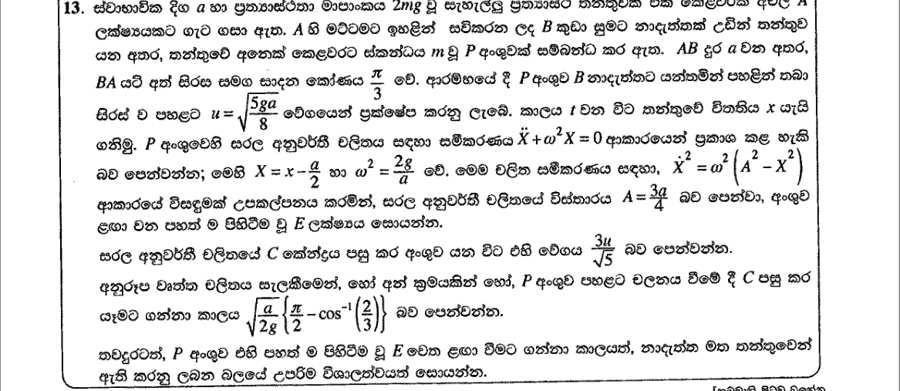 13. ස්වාභාවික දිග a හා ප්‍රත්‍යාස්ථතා මාපාංකය 2mg වූ සැහැල්ලු ප්‍රත්‍යාස්ථ තන්තුවක එක් කෙළවරක් අචල A
ලක්ෂ්‍යයකට ගැට ගසා ඇත. A හි මට්ටමට ඉහළින් සවිකරන ලද B කුඩා සුමට නාදැත්තක් උඩින් තන්තුව
යන අතර, තන්තුවේ අනෙක් කෙළවරට ස්කන්ධය m වූ P අංශුවක් සම්බන්ධ කර ඇත. AB දුර a වන අතර,
BA යටි අත් සිරස සමග සාදන කෝණය π/3 වේ. ආරම්භයේ දී P අංශුව B නාදැත්තට යන්තමින් පහළින් තබා
සිරස් ව පහළට u = √(5ga/8) වේගයෙන් ප්‍රක්ෂේප කරනු ලැබේ. කාලය t වන විට තන්තුවේ විතතිය x යැයි
ගනිමු. P අංශුවෙහි සරල අනුවර්තී චලිතය සඳහා සමීකරණය Ẍ + ω²X = 0 ආකාරයෙන් ප්‍රකාශ කළ හැකි
බව පෙන්වන්න; මෙහි X = x − a/2 හා ω² = 2g/a වේ. මෙම චලිත සමීකරණය සඳහා, Ẋ² = ω²(A² − X²)
ආකාරයේ විසඳුමක් උපකල්පනය කරමින්, සරල අනුවර්තී චලිතයේ විස්තාරය A = 3a/4 බව පෙන්වා, අංශුව
ළඟා වන පහත් ම පිහිටීම වූ E ලක්ෂ්‍යය සොයන්න.
සරල අනුවර්තී චලිතයේ C කේන්ද්‍රය පසු කර අංශුව යන විට එහි වේගය 3u/√5 බව පෙන්වන්න.
අනුරූප වෘත්ත චලිතය සැලකීමෙන්, හෝ අන් ක්‍රමයකින් හෝ, P අංශුව පහළට චලනය වීමේ දී C පසු කර
යෑමට ගන්නා කාලය √(a/2g) {π/2 − cos⁻¹(2/3)} බව පෙන්වන්න.
තවදුරටත්, P අංශුව එහි පහත් ම පිහිටීම වූ E වෙත ළඟා වීමට ගන්නා කාලයත්, නාදැත්ත මත තන්තුවෙන්
ඇති කරනු ලබන බලයේ උපරිම විශාලත්වයත් සොයන්න.